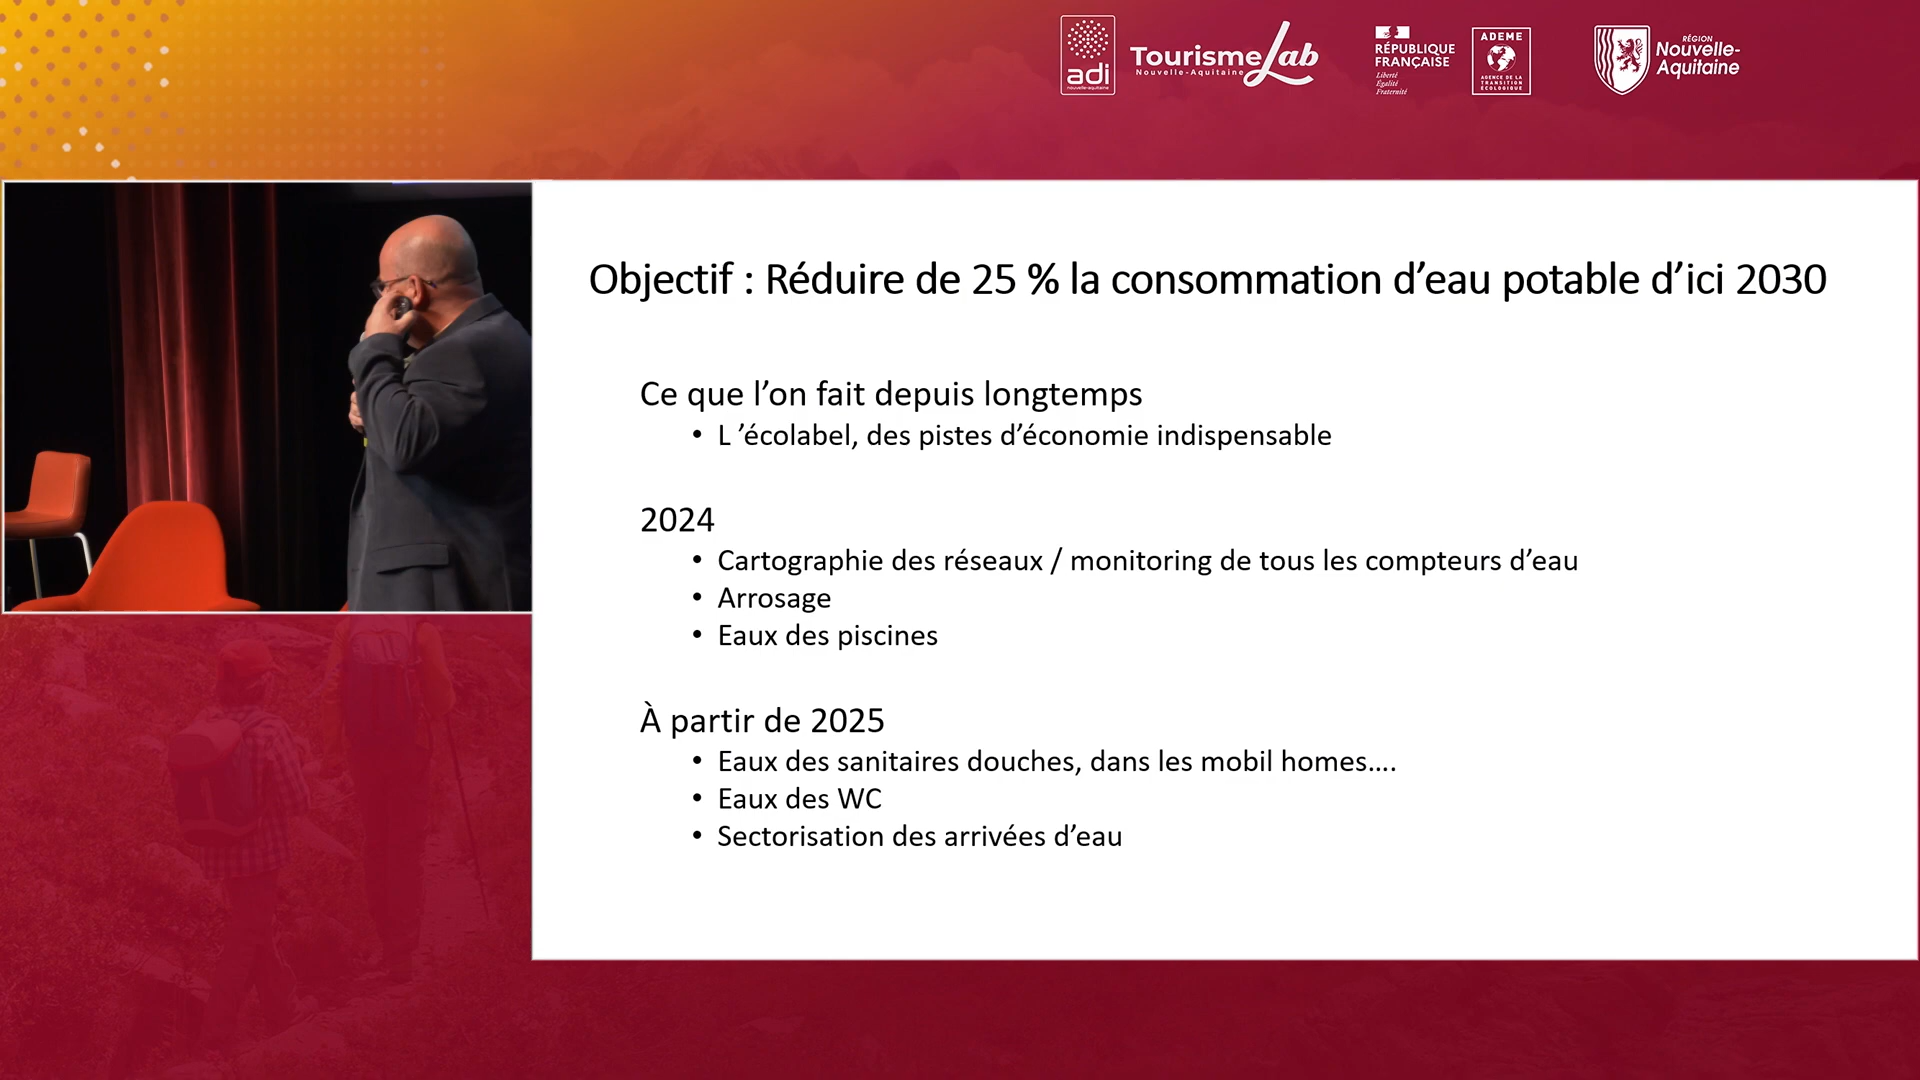 adi
nouvelle-aquitaine
TourismeLab
Nouvelle-Aquitaine
RÉPUBLIQUE
FRANÇAISE
Liberté
Égalité
Fraternité
ADEME
AGENCE DE LA
TRANSITION
ÉCOLOGIQUE
RÉGION
Nouvelle-
Aquitaine
Objectif : Réduire de 25 % la consommation d’eau potable d’ici 2030
Ce que l’on fait depuis longtemps
• L ’écolabel, des pistes d’économie indispensable
2024
• Cartographie des réseaux / monitoring de tous les compteurs d’eau
• Arrosage
• Eaux des piscines
À partir de 2025
• Eaux des sanitaires douches, dans les mobil homes....
• Eaux des WC
• Sectorisation des arrivées d’eau